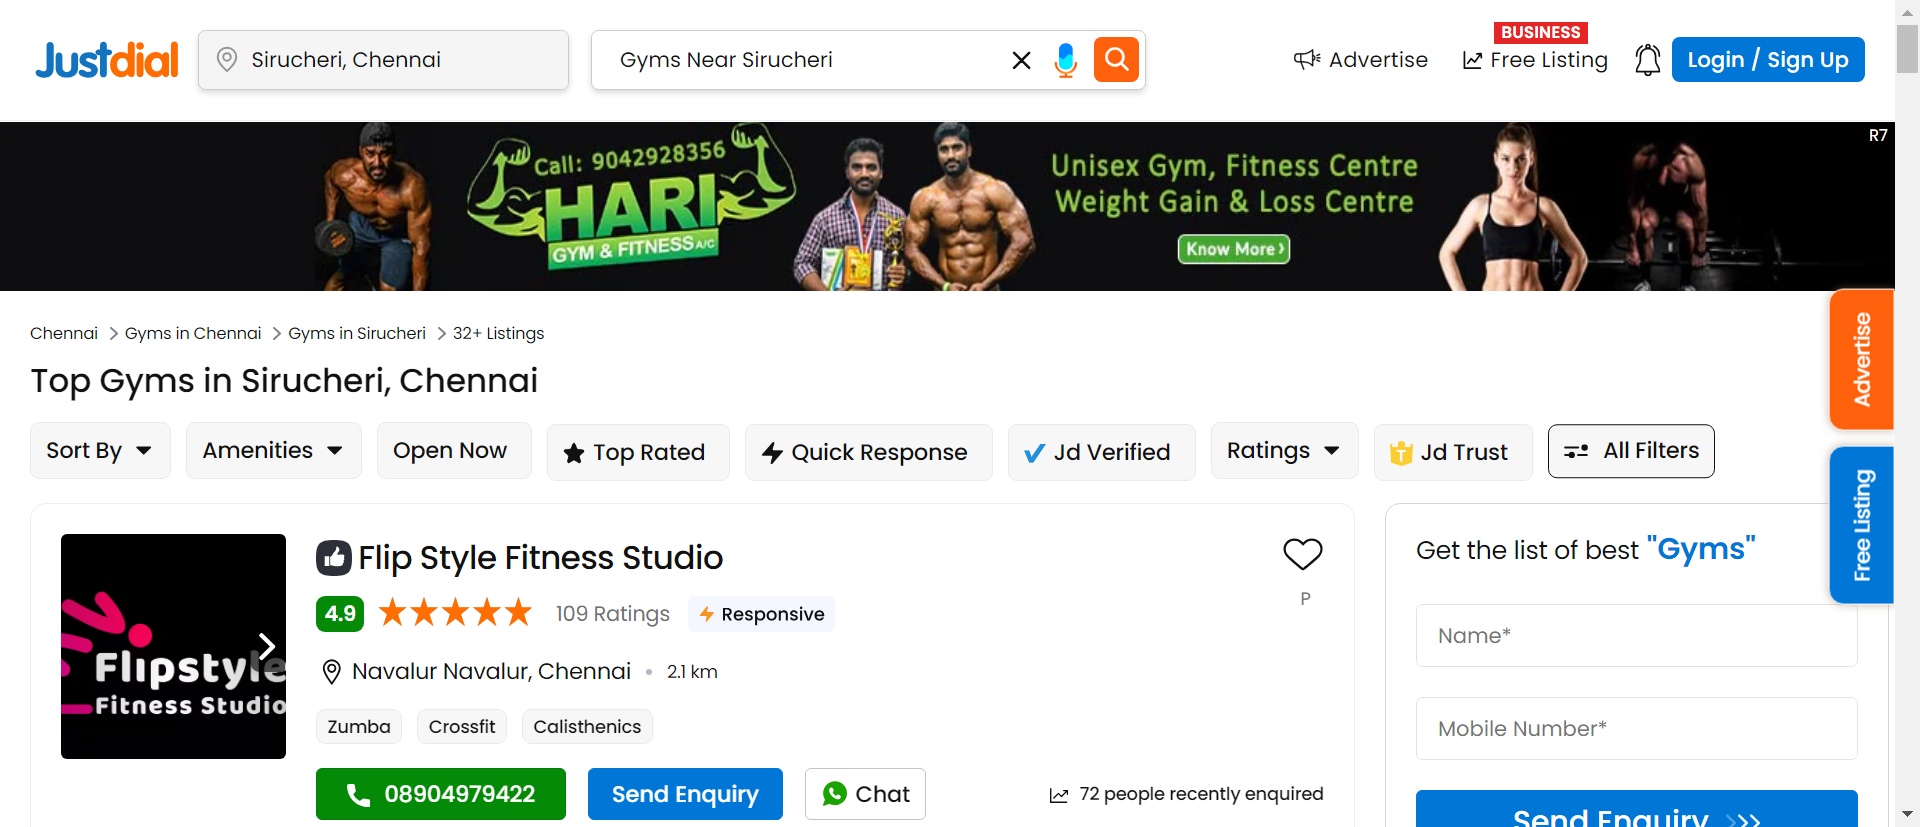 Justdial
Sirucheri, Chennai
Gyms Near Sirucheri
Advertise
BUSINESS
Free Listing
Login / Sign Up
Call: 9042928356
HARI
GYM & FITNESS A/C
Unisex Gym, Fitness Centre
Weight Gain & Loss Centre
Know More ›
R7
Chennai > Gyms in Chennai > Gyms in Sirucheri > 32+ Listings
Top Gyms in Sirucheri, Chennai
Sort By
Amenities
Open Now
Top Rated
Quick Response
Jd Verified
Ratings
T Jd Trust
All Filters
Advertise
Free Listing
Flipstyle
Fitness Studio
Flip Style Fitness Studio
P
4.9 109 Ratings Responsive
Navalur Navalur, Chennai • 2.1 km
Zumba Crossfit Calisthenics
08904979422 Send Enquiry Chat 72 people recently enquired
Get the list of best "Gyms"
Name*
Mobile Number*
Send Enquiry >>>